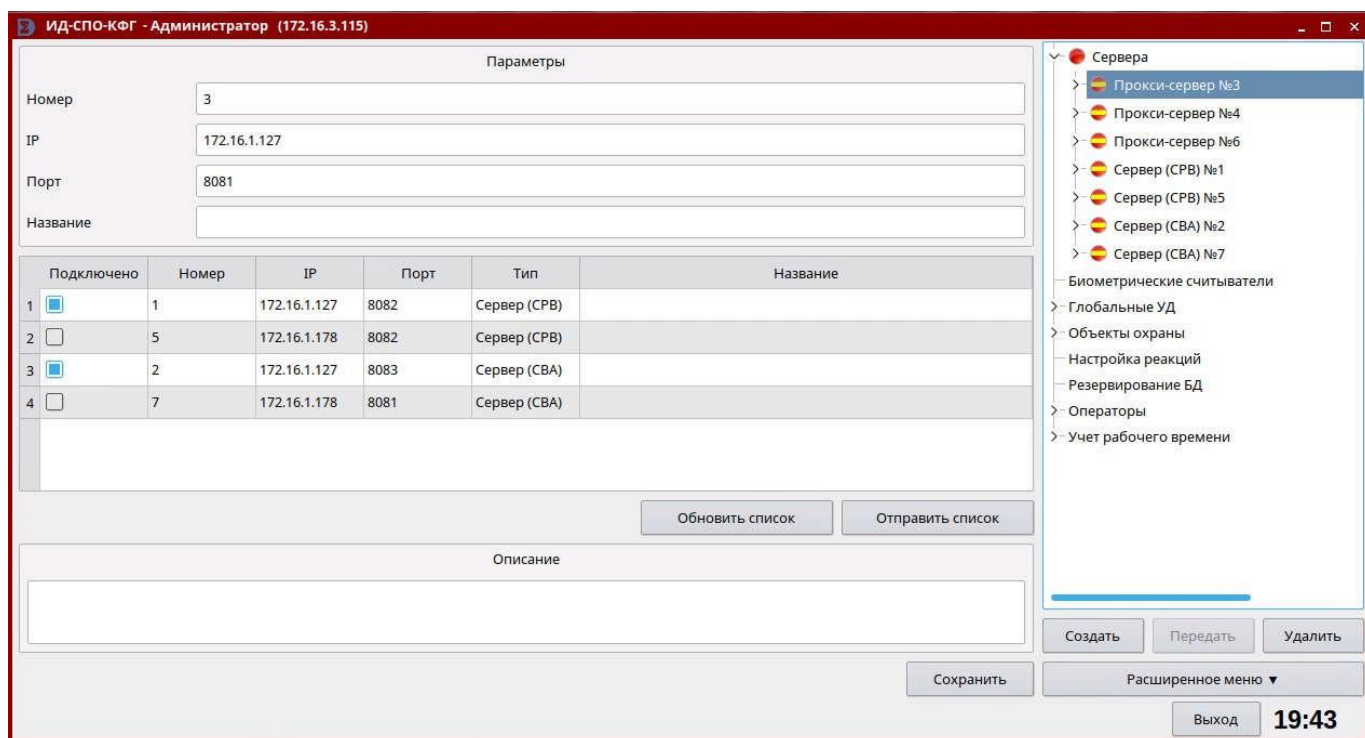 ИД-СПО-КФГ - Администратор (172.16.3.115)
Параметры
Номер 3
IP 172.16.1.127
Порт 8081
Название
Подключено Номер IP Порт Тип Название
1 1 172.16.1.127 8082 Сервер (СРВ)
2 5 172.16.1.178 8082 Сервер (СРВ)
3 2 172.16.1.127 8083 Сервер (СВА)
4 7 172.16.1.178 8081 Сервер (СВА)
Обновить список Отправить список
Описание
Сохранить
Сервера
Прокси-сервер №3
Прокси-сервер №4
Прокси-сервер №6
Сервер (СРВ) №1
Сервер (СРВ) №5
Сервер (СВА) №2
Сервер (СВА) №7
Биометрические считыватели
Глобальные УД
Объекты охраны
Настройка реакций
Резервирование БД
Операторы
Учет рабочего времени
Создать Передать Удалить
Расширенное меню ▼
Выход 19:43